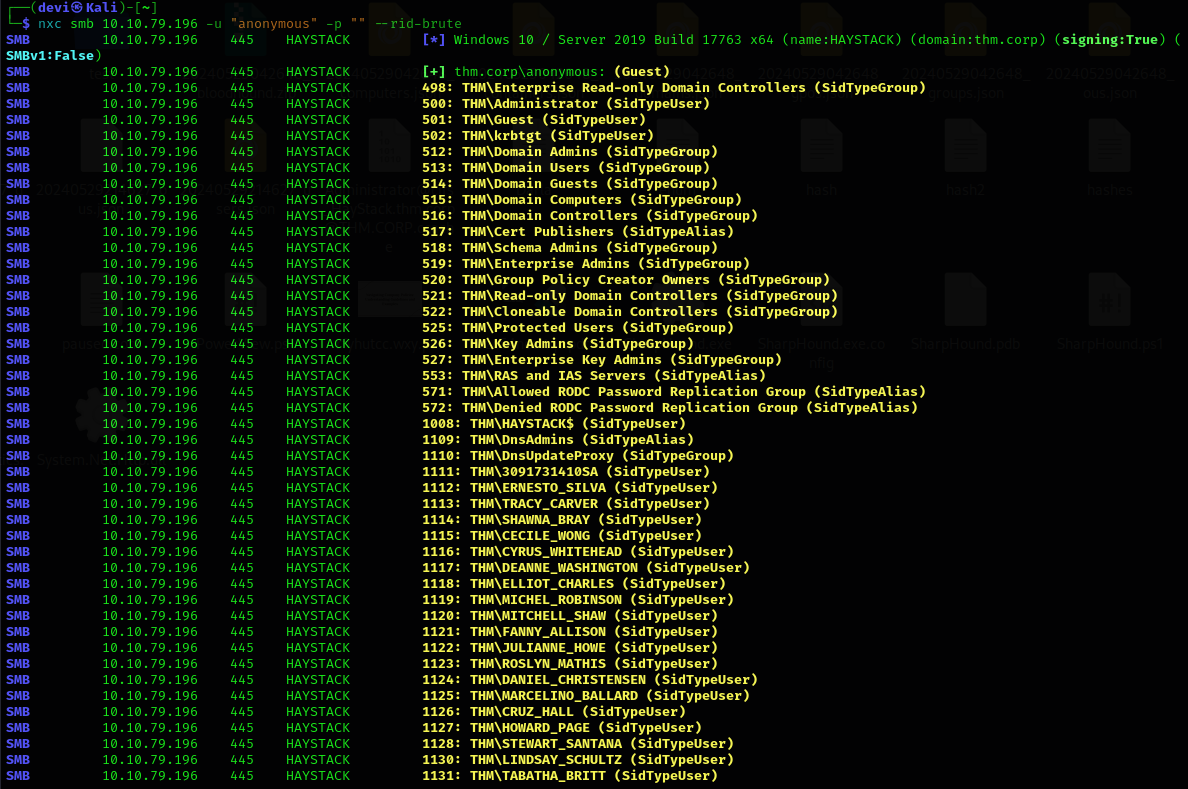 ┌──(devi㉿Kali)-[~]
└─$ nxc smb 10.10.79.196 -u "anonymous" -p "" --rid-brute
SMB 10.10.79.196 445 HAYSTACK [*] Windows 10 / Server 2019 Build 17763 x64 (name:HAYSTACK) (domain:thm.corp) (signing:True) (
SMBv1:False)
SMB 10.10.79.196 445 HAYSTACK [+] thm.corp\anonymous: (Guest)
SMB 10.10.79.196 445 HAYSTACK 498: THM\Enterprise Read-only Domain Controllers (SidTypeGroup)
SMB 10.10.79.196 445 HAYSTACK 500: THM\Administrator (SidTypeUser)
SMB 10.10.79.196 445 HAYSTACK 501: THM\Guest (SidTypeUser)
SMB 10.10.79.196 445 HAYSTACK 502: THM\krbtgt (SidTypeUser)
SMB 10.10.79.196 445 HAYSTACK 512: THM\Domain Admins (SidTypeGroup)
SMB 10.10.79.196 445 HAYSTACK 513: THM\Domain Users (SidTypeGroup)
SMB 10.10.79.196 445 HAYSTACK 514: THM\Domain Guests (SidTypeGroup)
SMB 10.10.79.196 445 HAYSTACK 515: THM\Domain Computers (SidTypeGroup)
SMB 10.10.79.196 445 HAYSTACK 516: THM\Domain Controllers (SidTypeGroup)
SMB 10.10.79.196 445 HAYSTACK 517: THM\Cert Publishers (SidTypeAlias)
SMB 10.10.79.196 445 HAYSTACK 518: THM\Schema Admins (SidTypeGroup)
SMB 10.10.79.196 445 HAYSTACK 519: THM\Enterprise Admins (SidTypeGroup)
SMB 10.10.79.196 445 HAYSTACK 520: THM\Group Policy Creator Owners (SidTypeGroup)
SMB 10.10.79.196 445 HAYSTACK 521: THM\Read-only Domain Controllers (SidTypeGroup)
SMB 10.10.79.196 445 HAYSTACK 522: THM\Cloneable Domain Controllers (SidTypeGroup)
SMB 10.10.79.196 445 HAYSTACK 525: THM\Protected Users (SidTypeGroup)
SMB 10.10.79.196 445 HAYSTACK 526: THM\Key Admins (SidTypeGroup)
SMB 10.10.79.196 445 HAYSTACK 527: THM\Enterprise Key Admins (SidTypeGroup)
SMB 10.10.79.196 445 HAYSTACK 553: THM\RAS and IAS Servers (SidTypeAlias)
SMB 10.10.79.196 445 HAYSTACK 571: THM\Allowed RODC Password Replication Group (SidTypeAlias)
SMB 10.10.79.196 445 HAYSTACK 572: THM\Denied RODC Password Replication Group (SidTypeAlias)
SMB 10.10.79.196 445 HAYSTACK 1008: THM\HAYSTACK$ (SidTypeUser)
SMB 10.10.79.196 445 HAYSTACK 1109: THM\DnsAdmins (SidTypeAlias)
SMB 10.10.79.196 445 HAYSTACK 1110: THM\DnsUpdateProxy (SidTypeGroup)
SMB 10.10.79.196 445 HAYSTACK 1111: THM\3091731410SA (SidTypeUser)
SMB 10.10.79.196 445 HAYSTACK 1112: THM\ERNESTO_SILVA (SidTypeUser)
SMB 10.10.79.196 445 HAYSTACK 1113: THM\TRACY_CARVER (SidTypeUser)
SMB 10.10.79.196 445 HAYSTACK 1114: THM\SHAWNA_BRAY (SidTypeUser)
SMB 10.10.79.196 445 HAYSTACK 1115: THM\CECILE_WONG (SidTypeUser)
SMB 10.10.79.196 445 HAYSTACK 1116: THM\CYRUS_WHITEHEAD (SidTypeUser)
SMB 10.10.79.196 445 HAYSTACK 1117: THM\DEANNE_WASHINGTON (SidTypeUser)
SMB 10.10.79.196 445 HAYSTACK 1118: THM\ELLIOT_CHARLES (SidTypeUser)
SMB 10.10.79.196 445 HAYSTACK 1119: THM\MICHEL_ROBINSON (SidTypeUser)
SMB 10.10.79.196 445 HAYSTACK 1120: THM\MITCHELL_SHAW (SidTypeUser)
SMB 10.10.79.196 445 HAYSTACK 1121: THM\FANNY_ALLISON (SidTypeUser)
SMB 10.10.79.196 445 HAYSTACK 1122: THM\JULIANNE_HOWE (SidTypeUser)
SMB 10.10.79.196 445 HAYSTACK 1123: THM\ROSLYN_MATHIS (SidTypeUser)
SMB 10.10.79.196 445 HAYSTACK 1124: THM\DANIEL_CHRISTENSEN (SidTypeUser)
SMB 10.10.79.196 445 HAYSTACK 1125: THM\MARCELINO_BALLARD (SidTypeUser)
SMB 10.10.79.196 445 HAYSTACK 1126: THM\CRUZ_HALL (SidTypeUser)
SMB 10.10.79.196 445 HAYSTACK 1127: THM\HOWARD_PAGE (SidTypeUser)
SMB 10.10.79.196 445 HAYSTACK 1128: THM\STEWART_SANTANA (SidTypeUser)
SMB 10.10.79.196 445 HAYSTACK 1130: THM\LINDSAY_SCHULTZ (SidTypeUser)
SMB 10.10.79.196 445 HAYSTACK 1131: THM\TABATHA_BRITT (SidTypeUser)